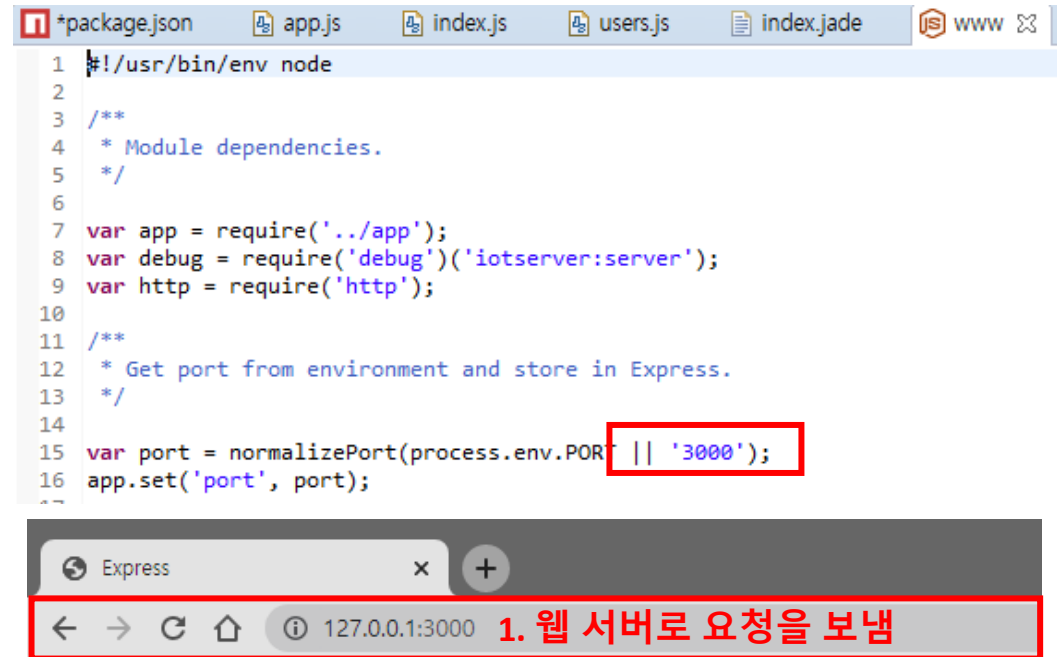 *package.json app.js index.js users.js index.jade JS www
1 #!/usr/bin/env node
2
3 /**
4  * Module dependencies.
5  */
6
7 var app = require('../app');
8 var debug = require('debug')('iotserver:server');
9 var http = require('http');
10
11 /**
12  * Get port from environment and store in Express.
13  */
14
15 var port = normalizePort(process.env.PORT || '3000');
16 app.set('port', port);
Express
127.0.0.1:3000 1. 웹 서버로 요청을 보냄